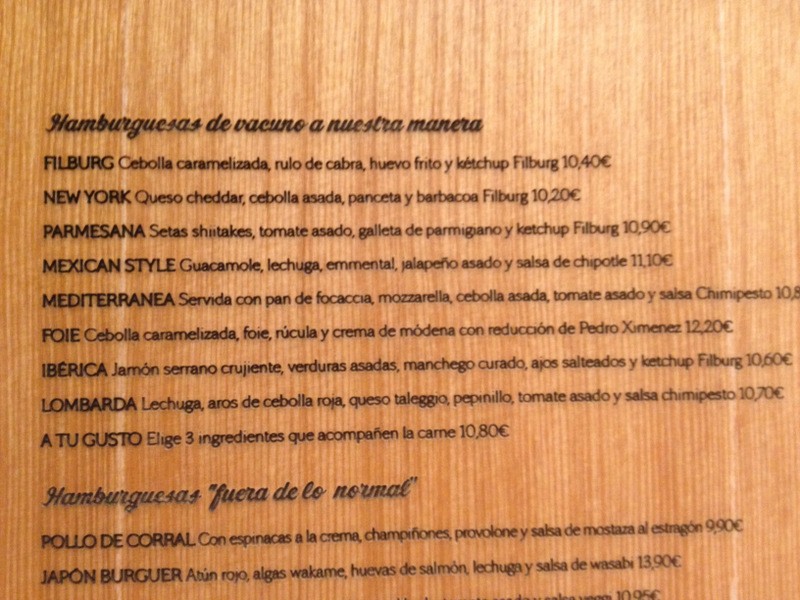 Hamburguesas de vacuno a nuestra manera
FILBURG Cebolla caramelizada, rulo de cabra, huevo frito y kétchup Filburg 10,40€
NEW YORK Queso cheddar, cebolla asada, panceta y barbacoa Filburg 10,20€
PARMESANA Setas shiitakes, tomate asado, galleta de parmigiano y ketchup Filburg 10,90€
MEXICAN STYLE Guacamole, lechuga, emmental, jalapeño asado y salsa de chipotle 11,10€
MEDITERRANEA Servida con pan de focaccia, mozzarella, cebolla asada, tomate asado y salsa Chimipesto 10,8
FOIE Cebolla caramelizada, foie, rúcula y crema de módena con reducción de Pedro Ximenez 12,20€
IBÉRICA Jamón serrano crujiente, verduras asadas, manchego curado, ajos salteados y ketchup Filburg 10,60€
LOMBARDA Lechuga, aros de cebolla roja, queso taleggio, pepinillo, tomate asado y salsa chimipesto 10,70€
A TU GUSTO Elige 3 ingredientes que acompañen la carne 10,80€
Hamburguesas "fuera de lo normal"
POLLO DE CORRAL Con espinacas a la crema, champiñones, provolone y salsa de mostaza al estragón 9,90€
JAPÓN BURGUER Atún rojo, algas wakame, huevas de salmón, lechuga y salsa de wasabi 13,90€
tomate asado y salsa veggi 10,95€